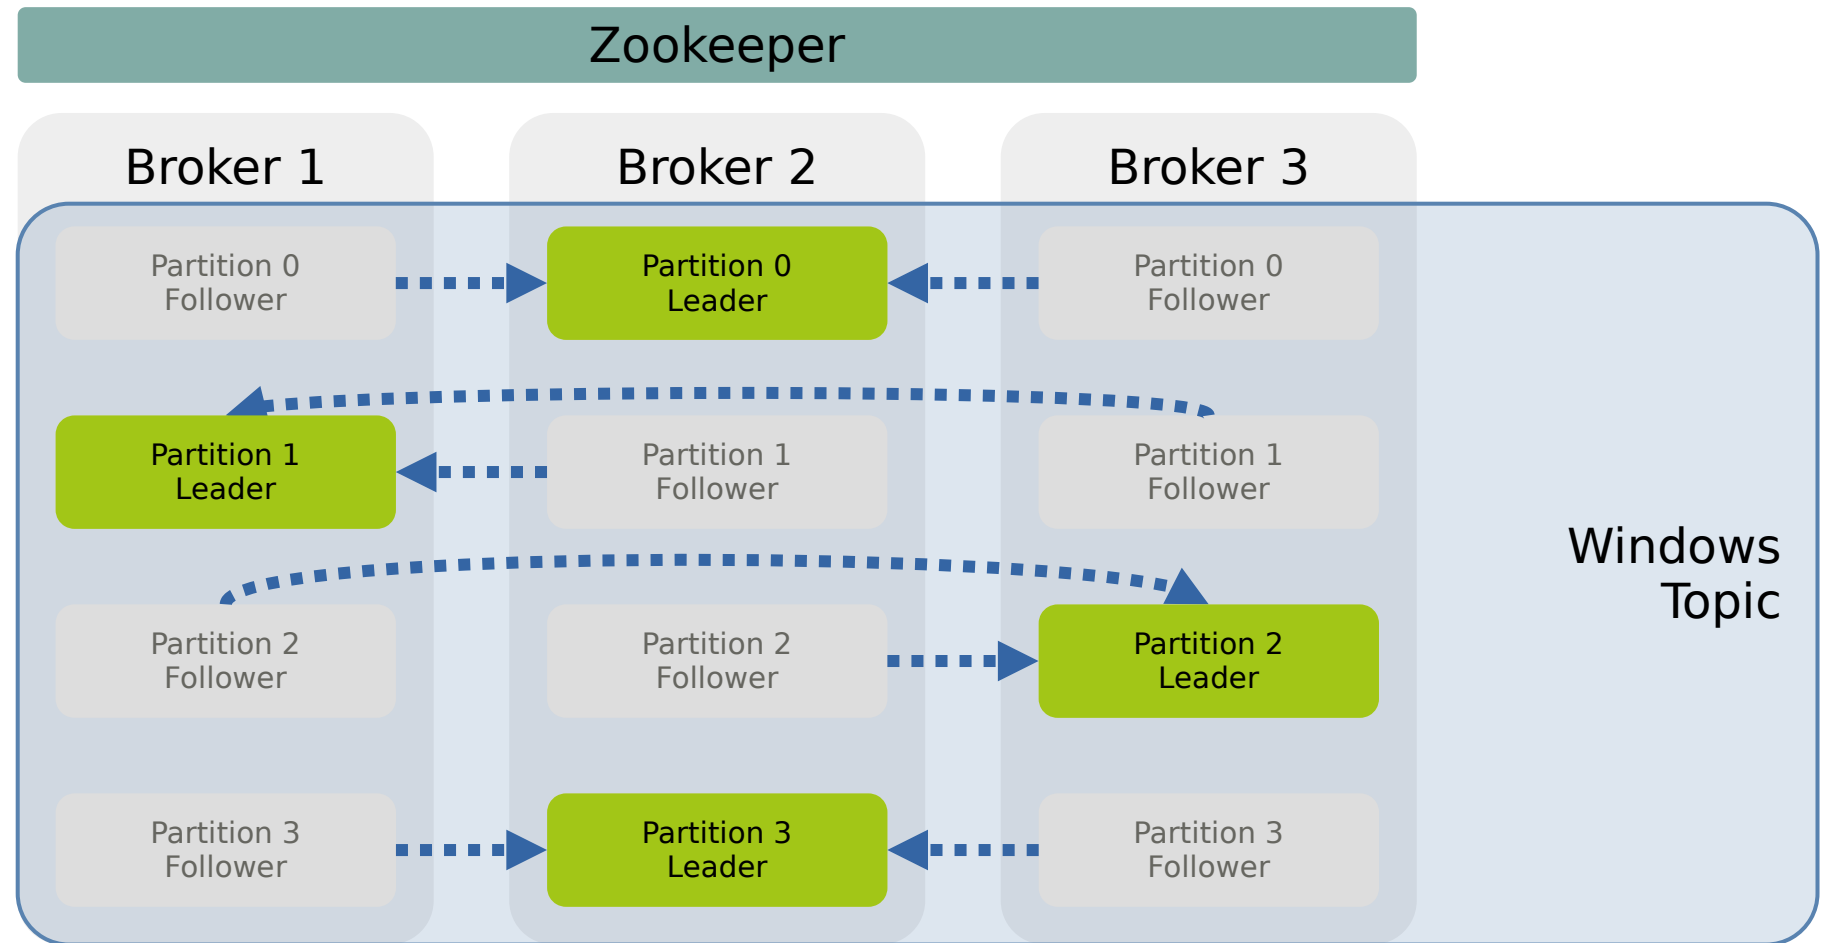 Zookeeper
Broker 1
Broker 2
Broker 3
Partition 0
Follower
Partition 0
Leader
Partition 0
Follower
Partition 1
Leader
Partition 1
Follower
Partition 1
Follower
Windows
Topic
Partition 2
Follower
Partition 2
Follower
Partition 2
Leader
Partition 3
Follower
Partition 3
Leader
Partition 3
Follower